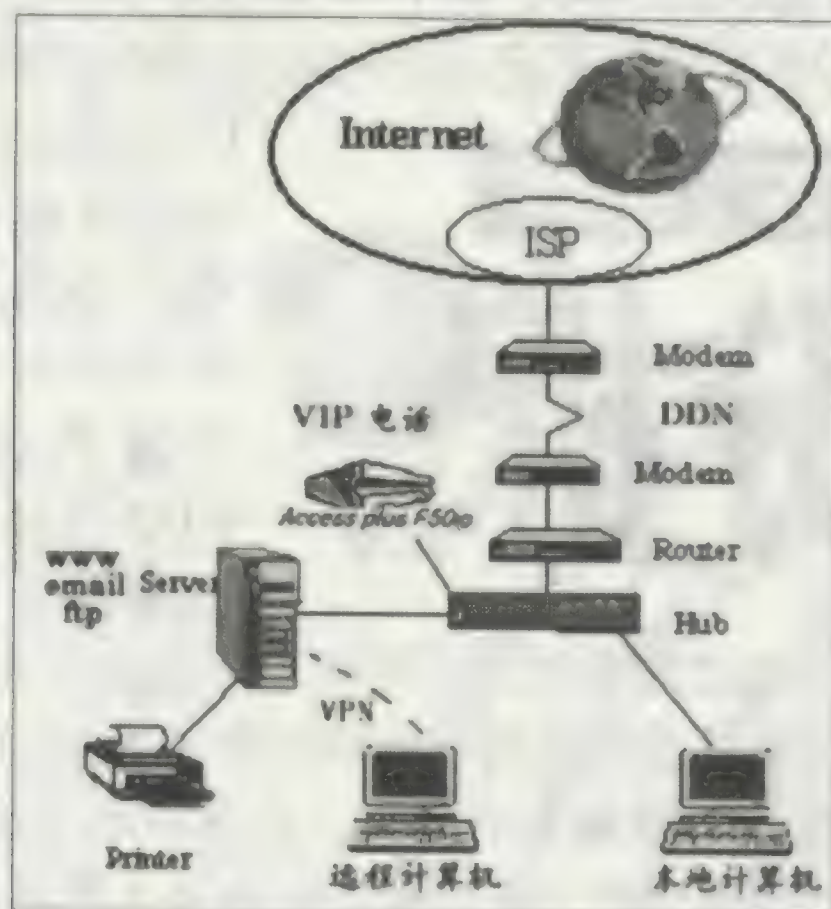 Internet
ISP
Modem
VIP 电话
DDN
Modem
Access plus F50ip
Router
www
email Server
ftp
Hub
VPN
Printer
远程计算机
本地计算机